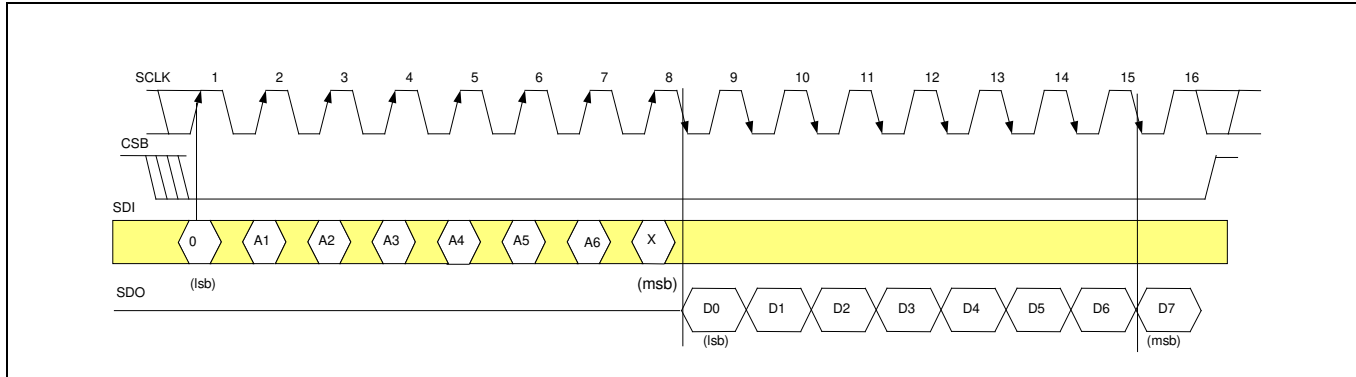 SCLK 1 2 3 4 5 6 7 8 9 10 11 12 13 14 15 16
CSB
SDI
0 A1 A2 A3 A4 A5 A6 X
(lsb) (msb)
SDO
D0 D1 D2 D3 D4 D5 D6 D7
(lsb) (msb)